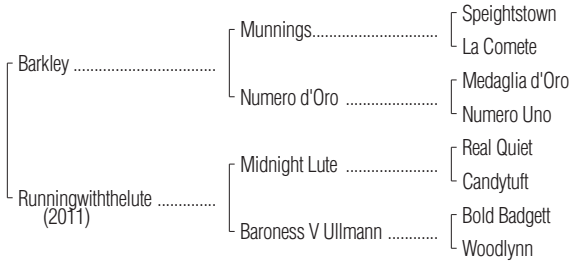 Speightstown
Munnings
La Comete
Barkley
Medaglia d'Oro
Numero d'Oro
Numero Uno
Real Quiet
Midnight Lute
Candytuft
Runningwiththelute
(2011)
Bold Badgett
Baroness V Ullmann
Woodlynn